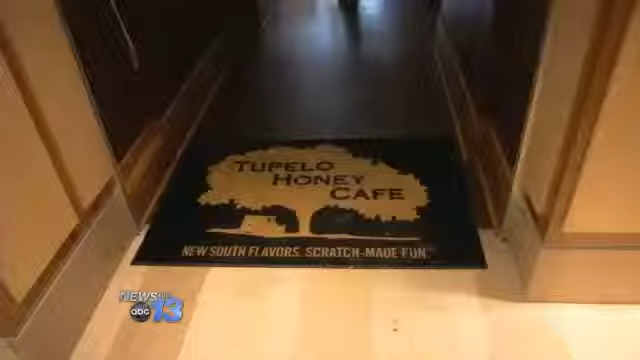 TUPELO
HONEY
CAFE
NEW SOUTH FLAVORS. SCRATCH-MADE FUN.
NEWS
abc 13